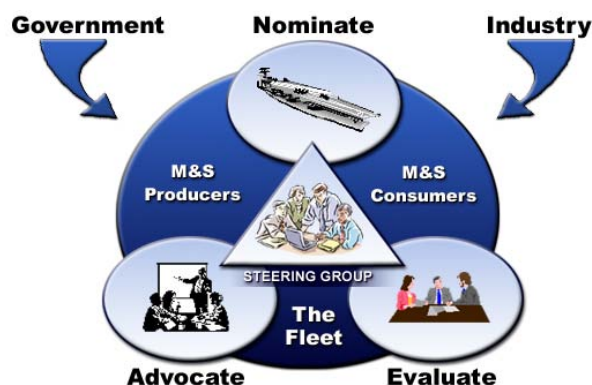 Government
Nominate
Industry
M&S
Producers
M&S
Consumers
STEERING GROUP
The
Fleet
Advocate
Evaluate